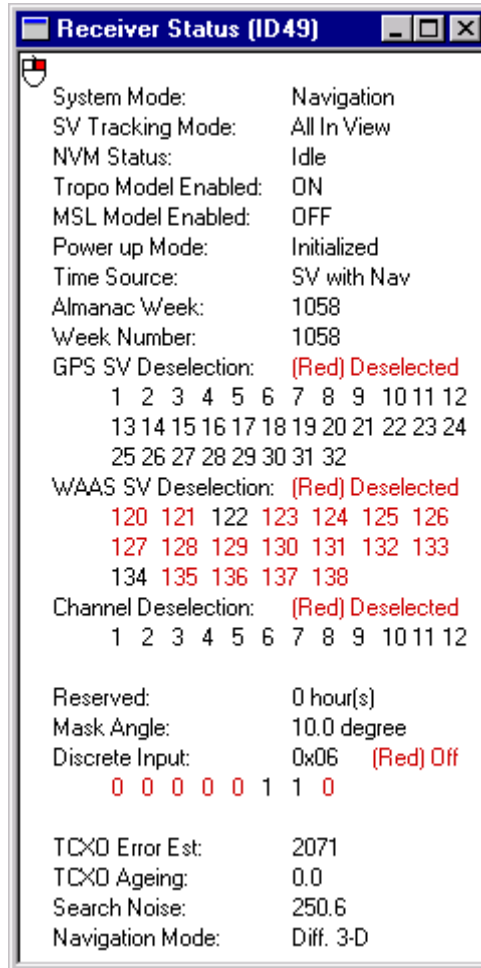 Receiver Status (ID49)
System Mode: Navigation
SV Tracking Mode: All In View
NVM Status: Idle
Tropo Model Enabled: ON
MSL Model Enabled: OFF
Power up Mode: Initialized
Time Source: SV with Nav
Almanac Week: 1058
Week Number: 1058
GPS SV Deselection: (Red) Deselected
1 2 3 4 5 6 7 8 9 10 11 12
13 14 15 16 17 18 19 20 21 22 23 24
25 26 27 28 29 30 31 32
WAAS SV Deselection: (Red) Deselected
120 121 122 123 124 125 126
127 128 129 130 131 132 133
134 135 136 137 138
Channel Deselection: (Red) Deselected
1 2 3 4 5 6 7 8 9 10 11 12
Reserved: 0 hour(s)
Mask Angle: 10.0 degree
Discrete Input: 0x06 (Red) Off
0 0 0 0 0 1 1 0
TCXO Error Est: 2071
TCXO Ageing: 0.0
Search Noise: 250.6
Navigation Mode: Diff. 3-D